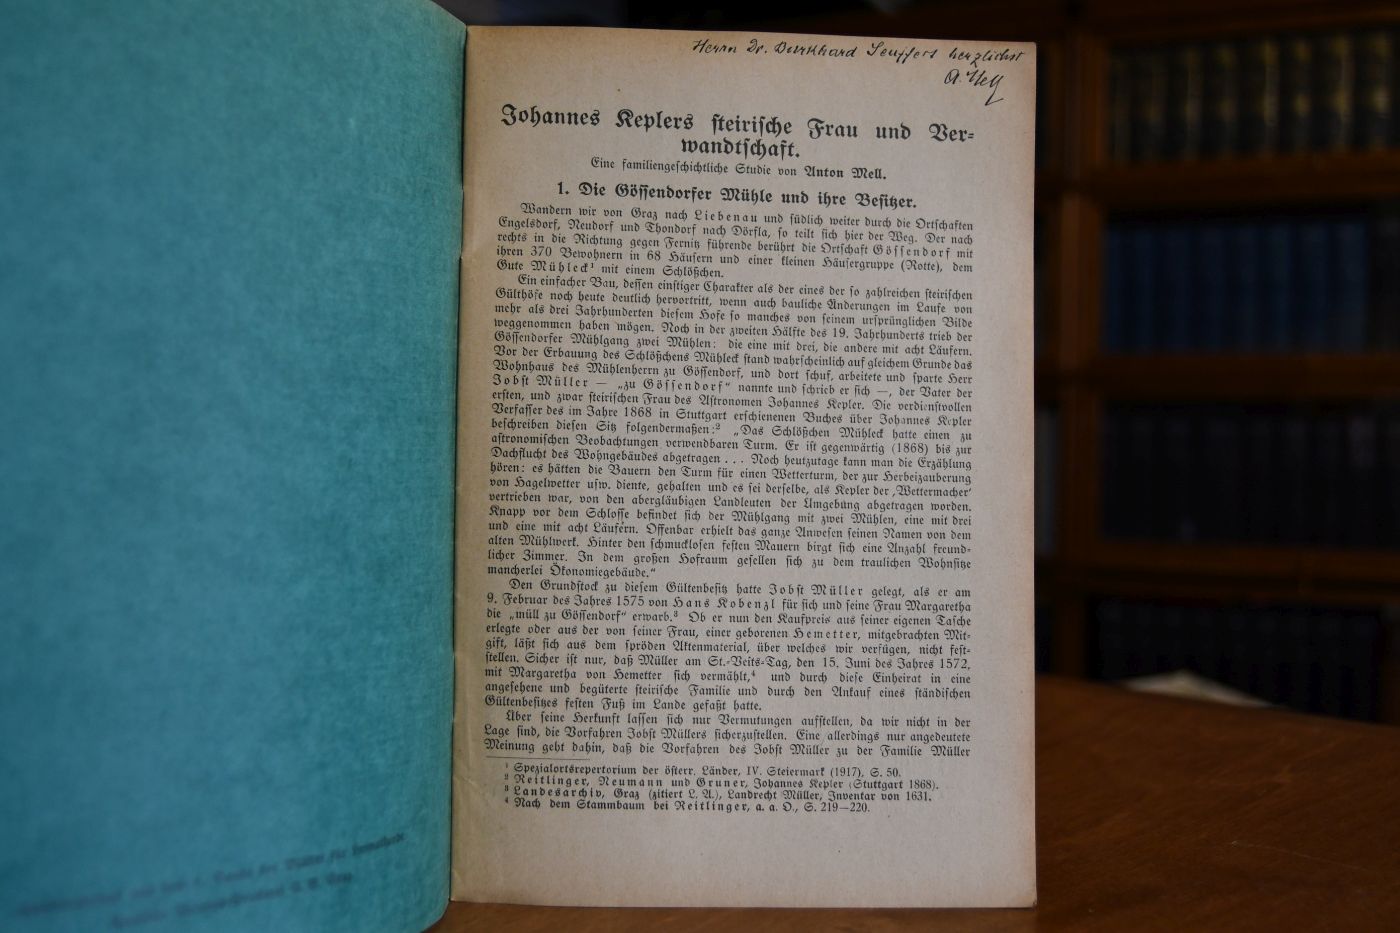 Herrn Dr. Burkhard Seuffert herzlichst
A. Mell
Johannes Keplers steirische Frau und Ver-
wandtschaft.
Eine familiengeschichtliche Studie von Anton Mell.
1. Die Gössendorfer Mühle und ihre Besitzer.
Wandern wir von Graz nach Liebenau und südlich weiter durch die Ortschaften
Engelsdorf, Neudorf und Thondorf nach Dörfla, so teilt sich hier der Weg. Der nach
rechts in die Richtung gegen Fernitz führende berührt die Ortschaft Gössendorf mit
ihren 370 Bewohnern in 68 Häusern und einer kleinen Häusergruppe (Rotte), dem
Gute Mühleck¹ mit einem Schlößchen.
Ein einfacher Bau, dessen einstiger Charakter als der eines der so zahlreichen steirischen
Gülthöfe noch heute deutlich hervortritt, wenn auch bauliche Änderungen im Laufe von
mehr als drei Jahrhunderten diesem Hofe so manches von seinem ursprünglichen Bilde
weggenommen haben mögen. Noch in der zweiten Hälfte des 19. Jahrhunderts trieb der
Gössendorfer Mühlgang zwei Mühlen: die eine mit drei, die andere mit acht Läufern.
Vor der Erbauung des Schlößchens Mühleck stand wahrscheinlich auf gleichem Grunde das
Wohnhaus des Mühlenherrn zu Gössendorf, und dort schuf, arbeitete und sparte Herr
Jobst Müller — „zu Gössendorf“ nannte und schrieb er sich —, der Vater der
ersten, und zwar steirischen Frau des Astronomen Johannes Kepler. Die verdienstvollen
Verfasser des im Jahre 1868 in Stuttgart erschienenen Buches über Johannes Kepler
beschreiben diesen Sitz folgendermaßen:² „Das Schlößchen Mühleck hatte einen zu
astronomischen Beobachtungen verwendbaren Turm. Er ist gegenwärtig (1868) bis zur
Dachflucht des Wohngebäudes abgetragen . . . Noch heutzutage kann man die Erzählung
hören: es hätten die Bauern den Turm für einen Wetterturm, der zur Herbeizauberung
von Hagelwetter usw. diente, gehalten und es sei derselbe, als Kepler der ‚Wettermacher‘
vertrieben war, von den abergläubigen Landleuten der Umgebung abgetragen worden.
Knapp vor dem Schlosse befindet sich der Mühlgang mit zwei Mühlen, eine mit drei
und eine mit acht Läufern. Offenbar erhielt das ganze Anwesen seinen Namen von dem
alten Mühlwerk. Hinter den schmucklosen festen Mauern birgt sich eine Anzahl freund-
licher Zimmer. In dem großen Hofraum gesellen sich zu dem traulichen Wohnsitze
mancherlei Ökonomiegebäude.“
Den Grundstock zu diesem Gültenbesitz hatte Jobst Müller gelegt, als er am
9. Februar des Jahres 1575 von Hans Kobenzl für sich und seine Frau Margaretha
die „müll zu Gössendorf“ erwarb.³ Ob er nun den Kaufpreis aus seiner eigenen Tasche
erlegte oder aus der von seiner Frau, einer geborenen Hemetter, mitgebrachten Mit-
gift, läßt sich aus dem spröden Aktenmaterial, über welches wir verfügen, nicht fest-
stellen. Sicher ist nur, daß Müller am St.-Veits-Tag, den 15. Juni des Jahres 1572,
mit Margaretha von Hemetter sich vermählt,⁴ und durch diese Einheirat in eine
angesehene und begüterte steirische Familie und durch den Ankauf eines ständischen
Gültenbesitzes festen Fuß im Lande gefaßt hatte.
Über seine Herkunft lassen sich nur Vermutungen aufstellen, da wir nicht in der
Lage sind, die Vorfahren Jobst Müllers sicherzustellen. Eine allerdings nur angedeutete
Meinung geht dahin, daß die Vorfahren des Jobst Müller zu der Familie Müller
¹ Spezialortsrepertorium der österr. Länder, IV. Steiermark (1917), S. 50.
² Reitlinger, Neumann und Gruner, Johannes Kepler (Stuttgart 1868).
³ Landesarchiv, Graz (zitiert L. A.), Landrecht Müller, Inventar von 1631.
⁴ Nach dem Stammbaum bei Reitlinger, a. a. O., S. 219—220.